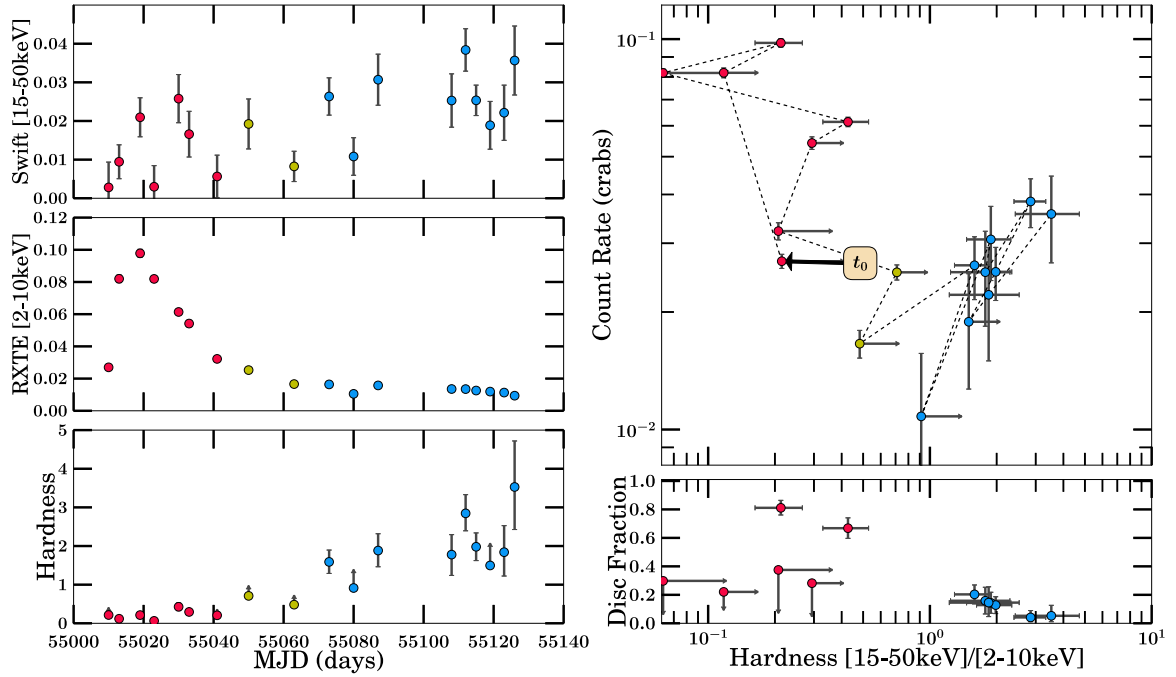 Swift [15-50keV]
0.04
0.03
0.02
0.01
0.00
RXTE [2-10keV]
0.12
0.10
0.08
0.06
0.04
0.02
0.00
Hardness
5
4
3
2
1
0
55000 55020 55040 55060 55080 55100 55120 55140
MJD (days)
Count Rate (crabs)
10⁻¹
10⁻²
t₀
Disc Fraction
1.0
0.8
0.6
0.4
0.2
0.0
10⁻¹ 10⁰ 10¹
Hardness [15-50keV]/[2-10keV]